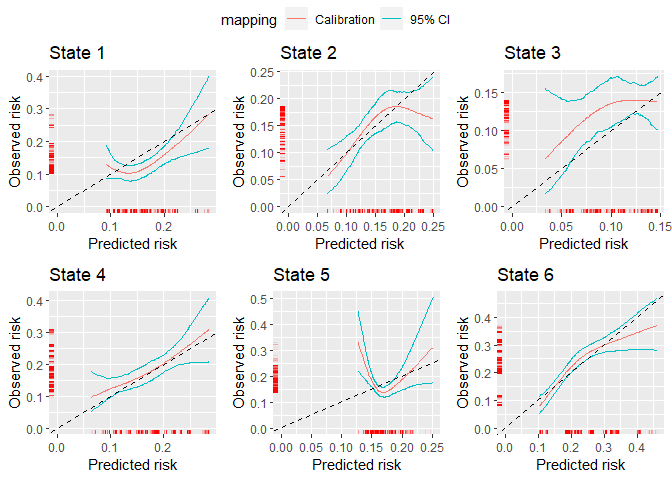 mapping Calibration 95% CI
State 1 State 2 State 3
Observed risk Observed risk Observed risk
0.4 0.25 0.15
0.3 0.20 0.10
0.2 0.15 0.05
0.1 0.10 0.00
0.0 0.05
0.00
0.0 0.1 0.2 0.00 0.05 0.10 0.15 0.20 0.25 0.00 0.05 0.10 0.15
Predicted risk Predicted risk Predicted risk
State 4 State 5 State 6
Observed risk Observed risk Observed risk
0.4 0.5 0.4
0.3 0.4 0.3
0.2 0.3 0.2
0.1 0.2 0.1
0.0 0.1 0.0
0.0
0.0 0.1 0.2 0.00 0.05 0.10 0.15 0.20 0.25 0.0 0.1 0.2 0.3 0.4
Predicted risk Predicted risk Predicted risk